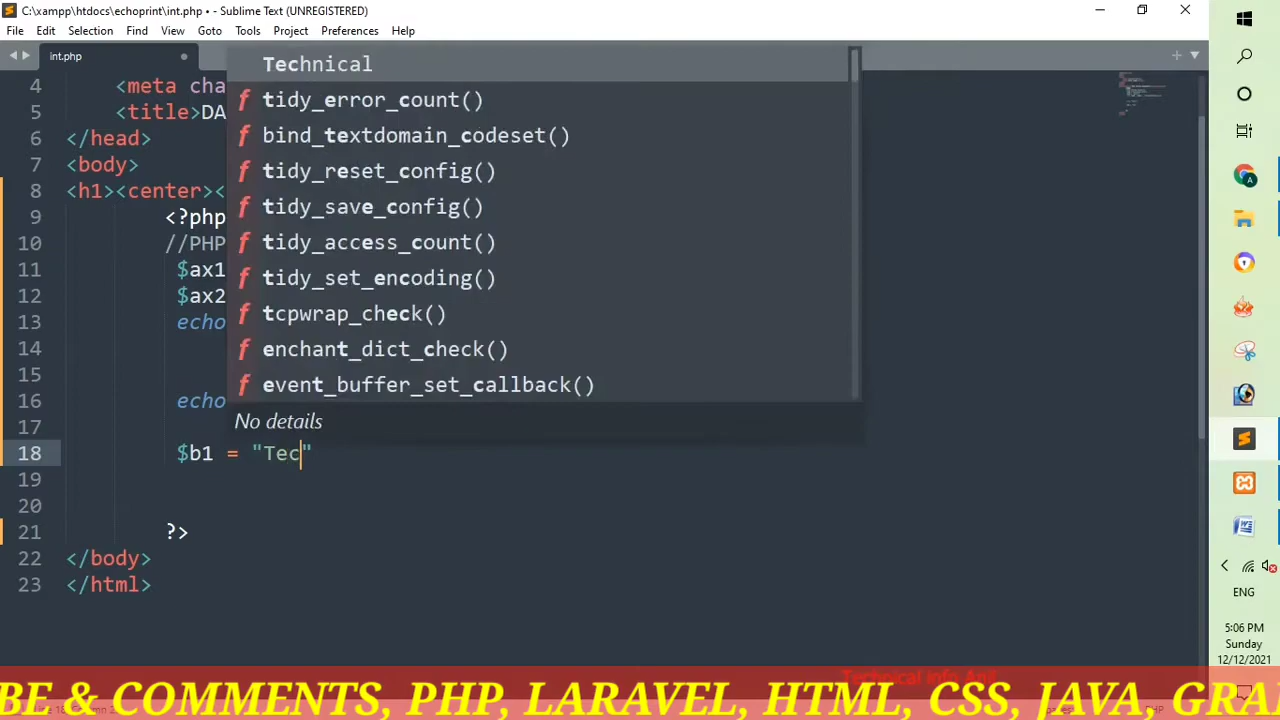 C:\xampp\htdocs\echoprint\int.php • - Sublime Text (UNREGISTERED)
File Edit Selection Find View Goto Tools Project Preferences Help
int.php
4 <meta cha
5 <title>DA
6 </head>
7 <body>
8 <h1><center><
9 <?php
10 //PHP
11 $ax1
12 $ax2
13 echo
14
15
16 echo
17
18 $b1 = "Tec"
19
20
21 ?>
22 </body>
23 </html>
Technical
f tidy_error_count()
f bind_textdomain_codeset()
f tidy_reset_config()
f tidy_save_config()
f tidy_access_count()
f tidy_set_encoding()
f tcpwrap_check()
f enchant_dict_check()
f event_buffer_set_callback()
No details
ENG
5:06 PM
Sunday
12/12/2021
Technical info Anil
BE & COMMENTS, PHP, LARAVEL, HTML, CSS, JAVA, GRA
PHP